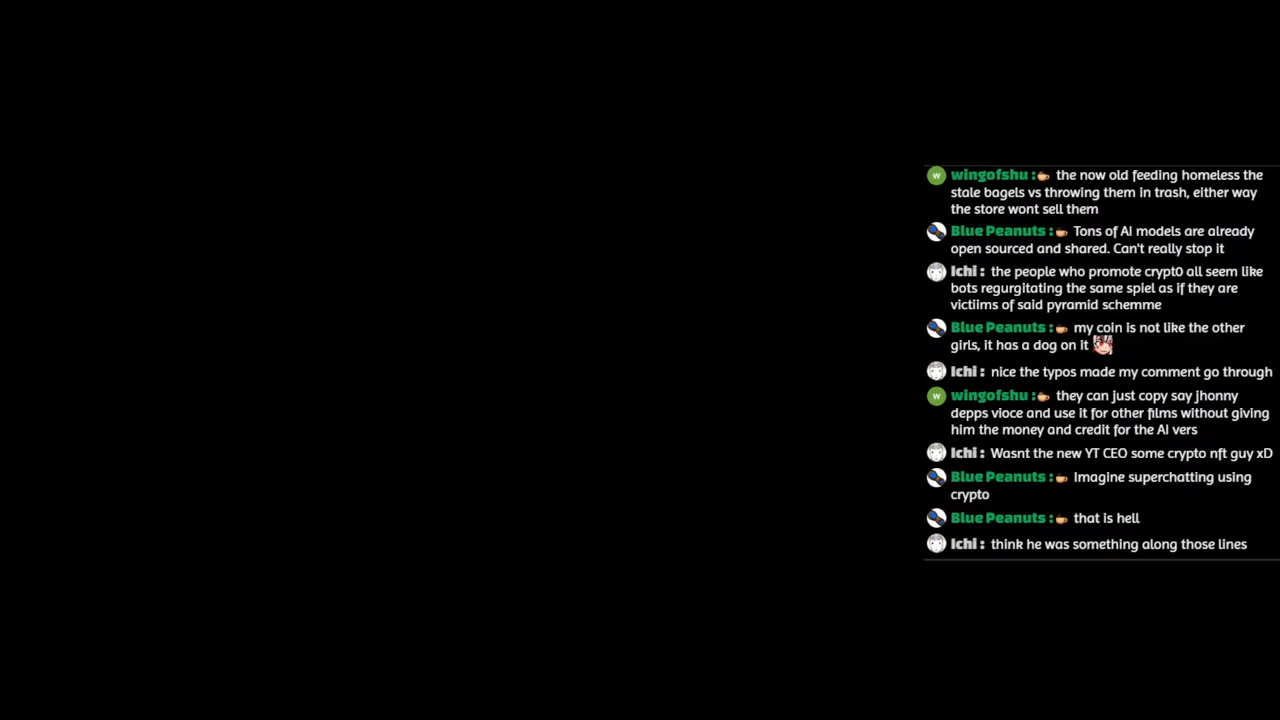 W wingofshu : the now old feeding homeless the
stale bagels vs throwing them in trash, either way
the store wont sell them
Blue Peanuts : Tons of AI models are already
open sourced and shared. Can't really stop it
Ichi : the people who promote crypt0 all seem like
bots regurgitating the same spiel as if they are
victiims of said pyramid schemme
Blue Peanuts : my coin is not like the other
girls, it has a dog on it
Ichi : nice the typos made my comment go through
W wingofshu : they can just copy say jhonny
depps vioce and use it for other films without giving
him the money and credit for the AI vers
Ichi : Wasnt the new YT CEO some crypto nft guy xD
Blue Peanuts : Imagine superchatting using
crypto
Blue Peanuts : that is hell
Ichi : think he was something along those lines